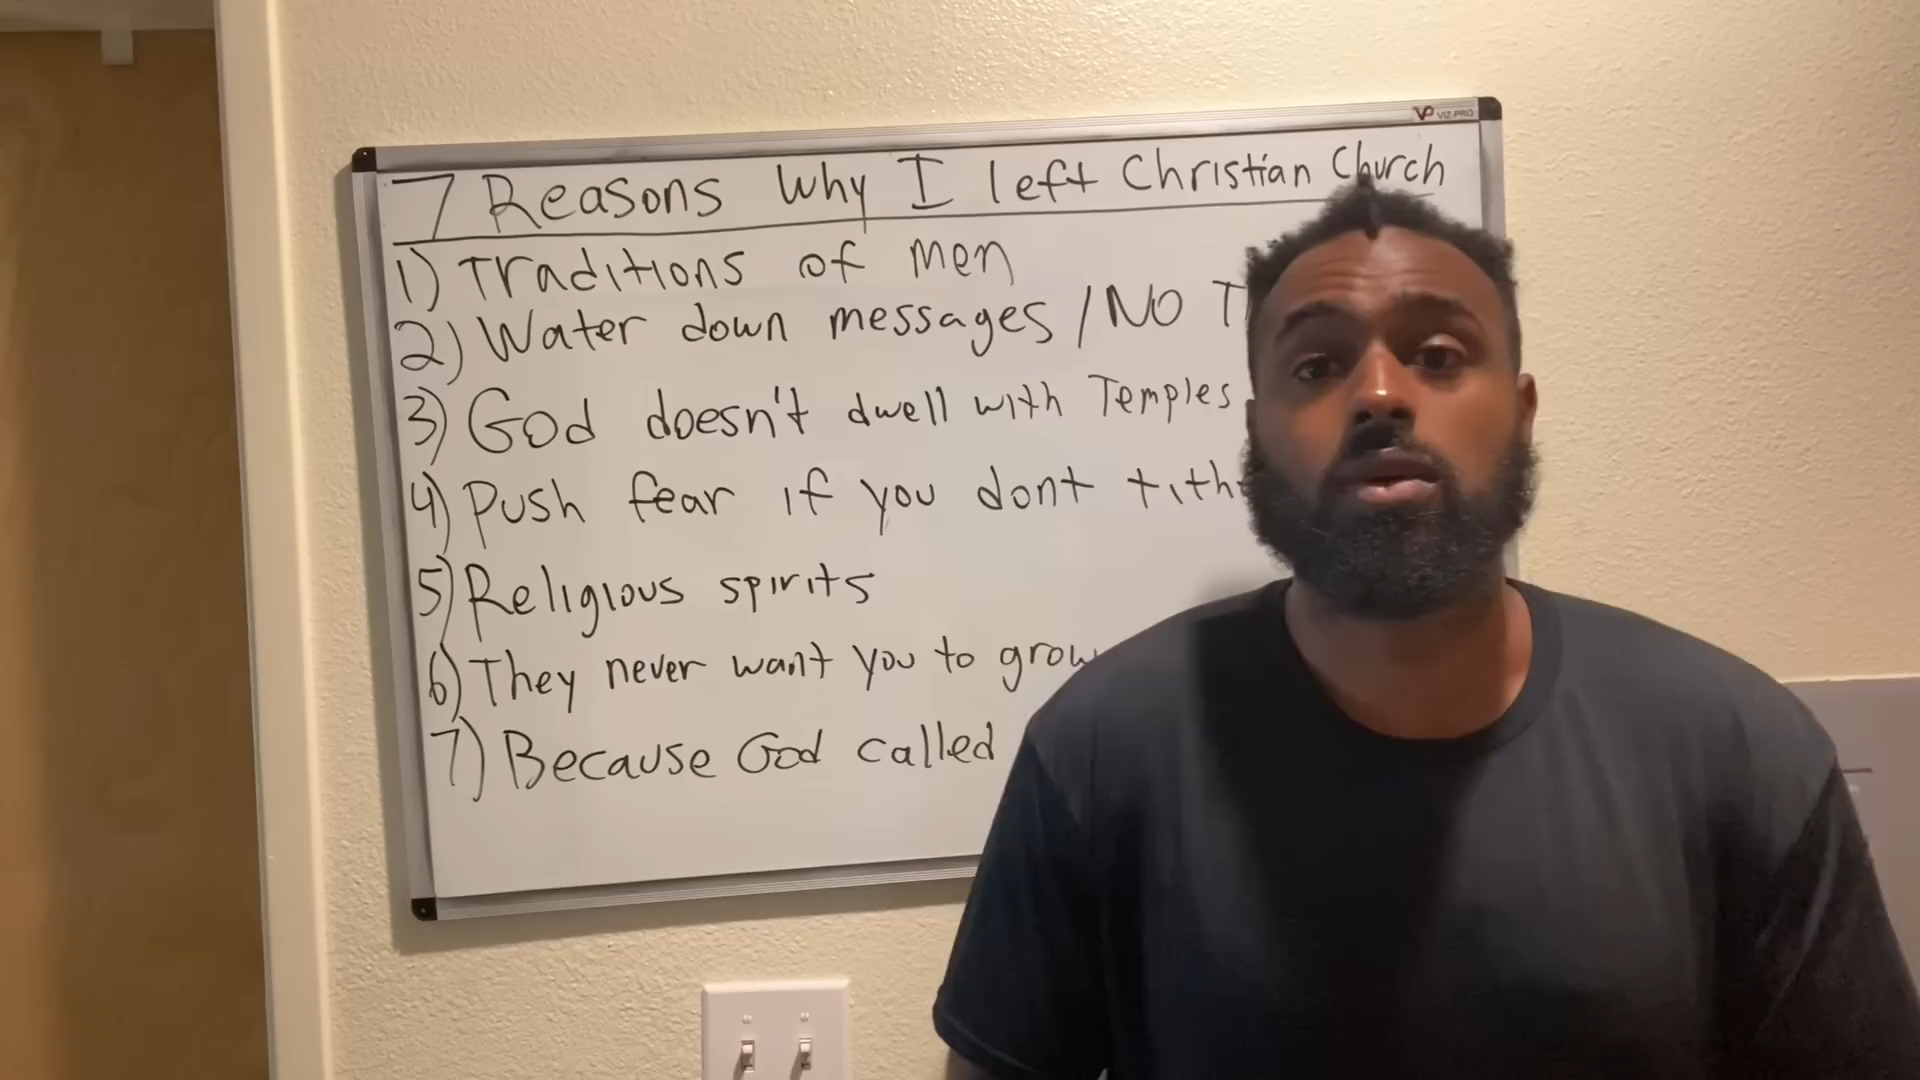 VP VIZ-PRO
7 Reasons Why I left Christian Church
1) Traditions of men
2) Water down messages / NO
3) God doesn't dwell with Temples
4) Push fear if you dont
5) Religious spirits
6) They never want you to grow
7) Because God called